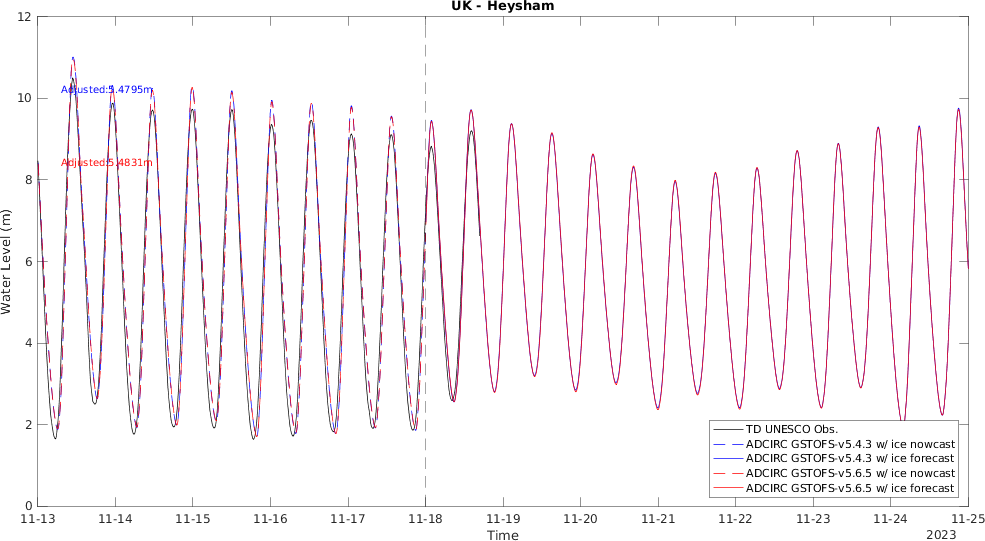 UK - Heysham
12
10
8
6
4
2
0
Water Level (m)
Adjusted:5.4795m
Adjusted:5.4831m
TD UNESCO Obs.
ADCIRC GSTOFS-v5.4.3 w/ ice nowcast
ADCIRC GSTOFS-v5.4.3 w/ ice forecast
ADCIRC GSTOFS-v5.6.5 w/ ice nowcast
ADCIRC GSTOFS-v5.6.5 w/ ice forecast
11-13 11-14 11-15 11-16 11-17 11-18 11-19 11-20 11-21 11-22 11-23 11-24 11-25
Time
2023